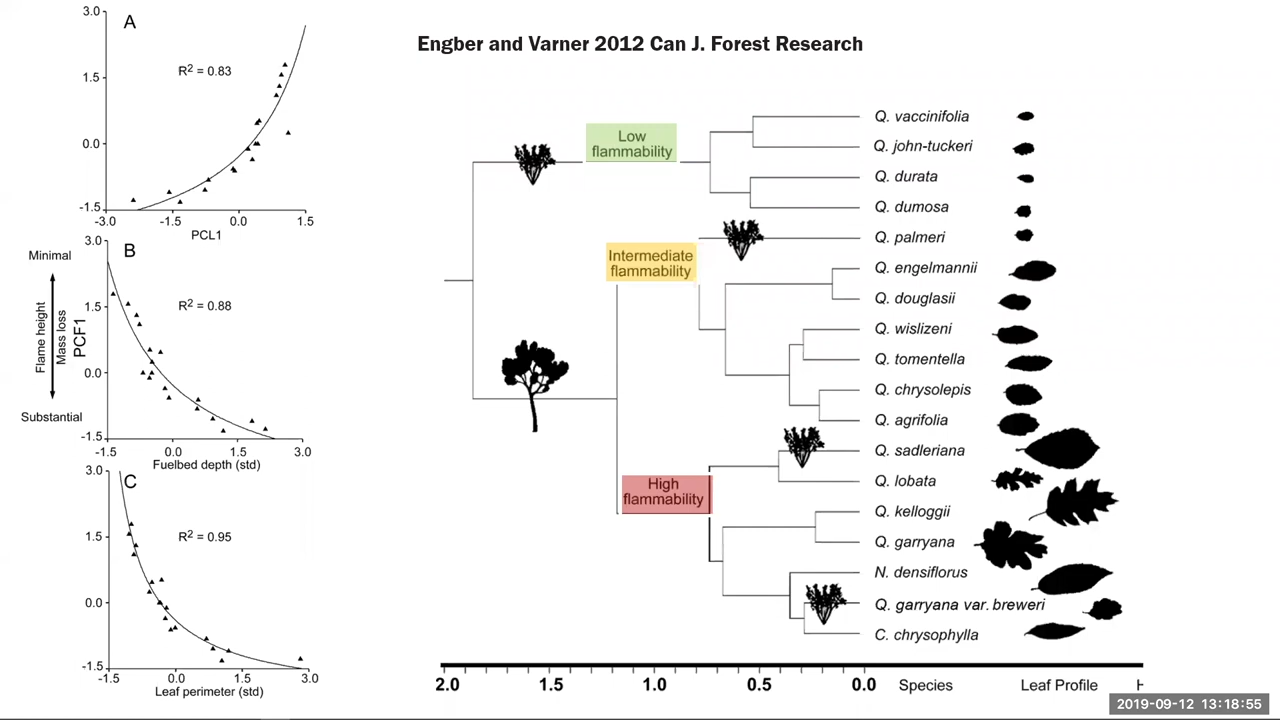 Engber and Varner 2012 Can J. Forest Research
A
3.0
1.5
0.0
-1.5
R2 = 0.83
-3.0 -1.5 0.0 1.5
PCL1
B
3.0
1.5
0.0
-1.5
R2 = 0.88
Minimal
Flame height
Mass loss
PCF1
Substantial
-1.5 0.0 1.5 3.0
Fuelbed depth (std)
C
3.0
1.5
0.0
-1.5
R2 = 0.95
-1.5 0.0 1.5 3.0
Leaf perimeter (std)
Low
flammability
Intermediate
flammability
High
flammability
Q. vaccinifolia
Q. john-tuckeri
Q. durata
Q. dumosa
Q. palmeri
Q. engelmannii
Q. douglasii
Q. wislizeni
Q. tomentella
Q. chrysolepis
Q. agrifolia
Q. sadleriana
Q. lobata
Q. kelloggii
Q. garryana
N. densiflorus
Q. garryana var. breweri
C. chrysophylla
2.0 1.5 1.0 0.5 0.0 Species Leaf Profile
2019-09-12 13:18:55